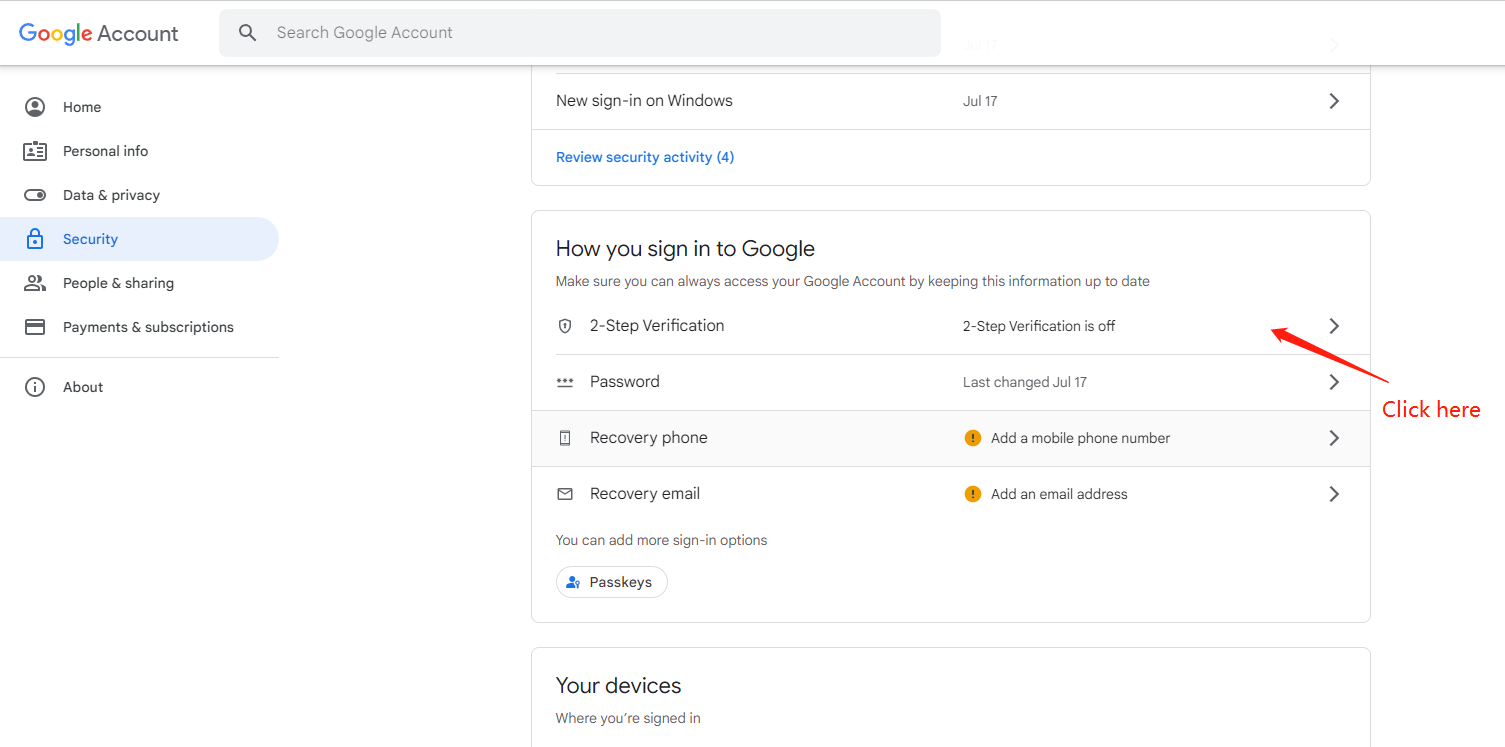 Google Account
Search Google Account
Jul 17
New sign-in on Windows
Jul 17
Review security activity (4)
Home
Personal info
Data & privacy
Security
People & sharing
Payments & subscriptions
About
How you sign in to Google
Make sure you can always access your Google Account by keeping this information up to date
2-Step Verification
2-Step Verification is off
Password
Last changed Jul 17
Click here
Recovery phone
Add a mobile phone number
Recovery email
Add an email address
You can add more sign-in options
Passkeys
Your devices
Where you’re signed in